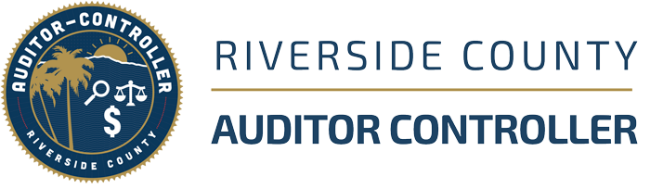 AUDITOR-CONTROLLER
$
RIVERSIDE COUNTY
RIVERSIDE COUNTY
AUDITOR CONTROLLER